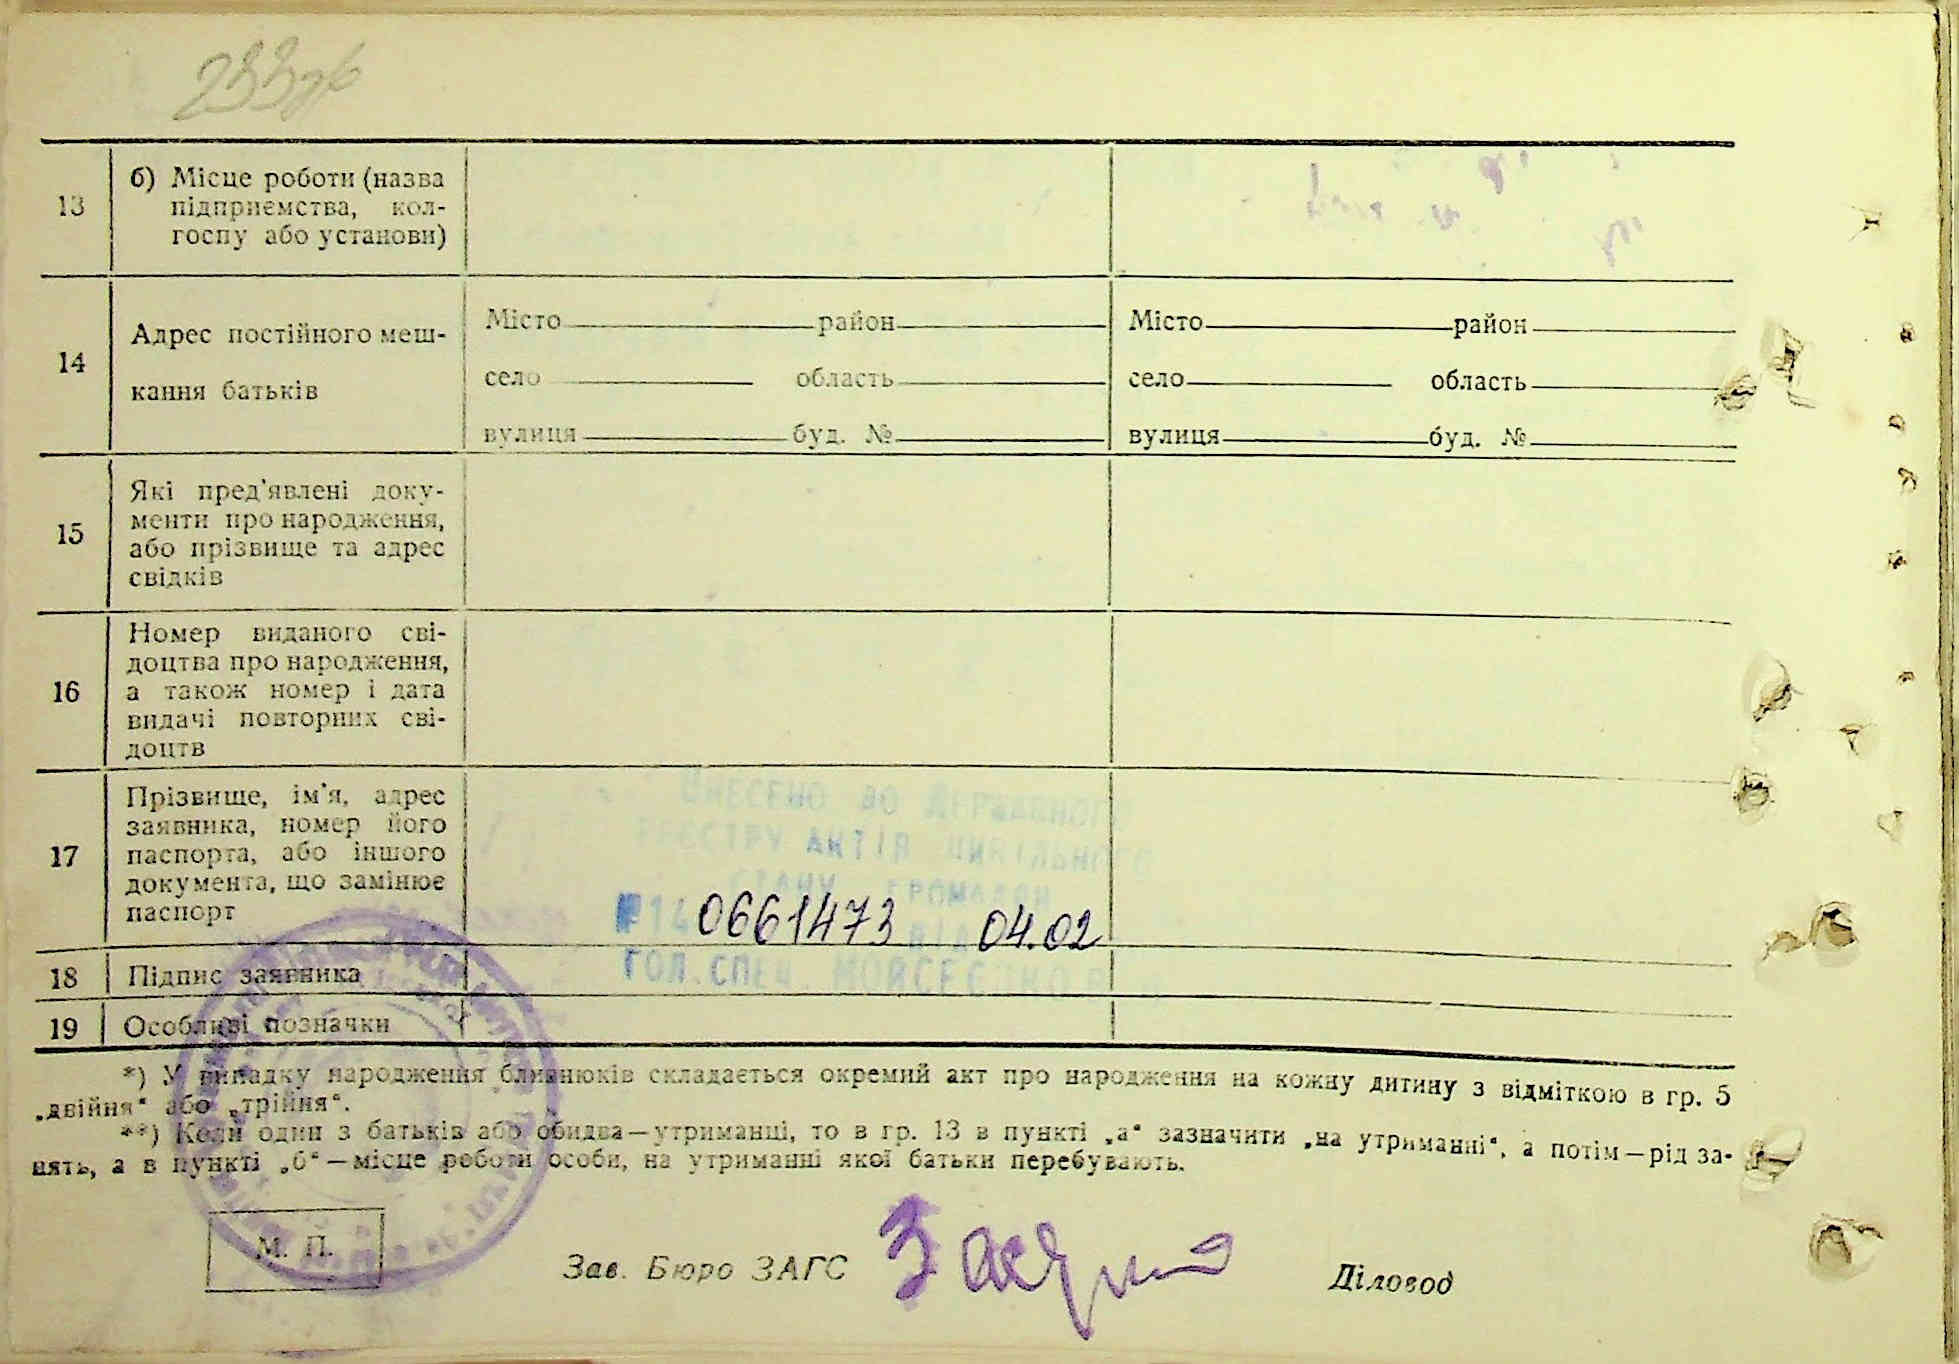 233зв
13
б) Місце роботи (назва
підприємства, кол-
госпу або установи)
14
Адрес постійного меш-
кання батьків
Місто район
село область
вулиця буд. №
Місто район
село область
вулиця буд. №
15
Які пред'явлені доку-
менти про народження,
або прізвище та адрес
свідків
16
Номер виданого сві-
доцтва про народження,
а також номер і дата
видачі повторних сві-
доцтв
17
Прізвище, ім'я, адрес
заявника, номер його
паспорта, або іншого
документа, що замінює
паспорт
ВНЕСЕНО ДО ДЕРЖАВНОГО
РЕЄСТРУ АКТІВ ЦИВІЛЬНОГО
СТАНУ ГРОМАДЯН
0661473 04.02
ГОЛ. СПЕЦ.
18 Підпис заявника
19 Особливі позначки
*) У випадку народження близнюків складається окремий акт про народження на кожну дитину з відміткою в гр. 5
„двійня“ або „трійня“.
**) Коли один з батьків або обидва—утриманці, то в гр. 13 в пункті „а“ зазначити „на утриманні“, а потім—рід за-
нять, а в пункті „б“—місце роботи особи, на утриманні якої батьки перебувають.
М. П.
Зав. Бюро ЗАГС
Діловод